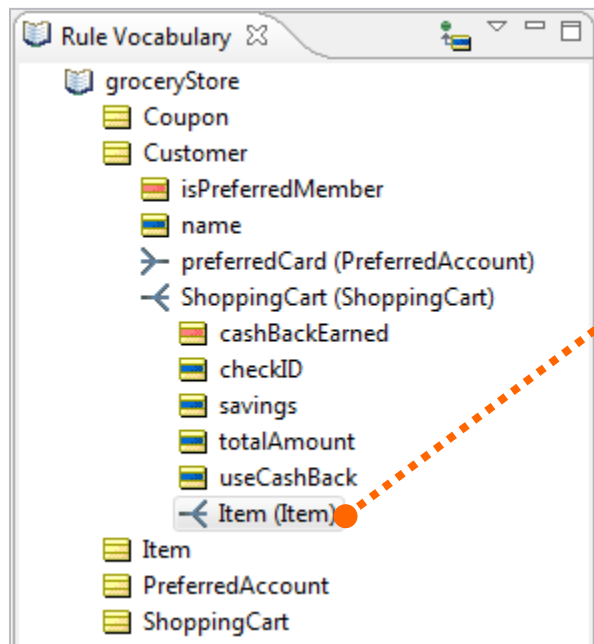 Rule Vocabulary
groceryStore
Coupon
Customer
isPreferredMember
name
preferredCard (PreferredAccount)
ShoppingCart (ShoppingCart)
cashBackEarned
checkID
savings
totalAmount
useCashBack
Item (Item)
Item
PreferredAccount
ShoppingCart